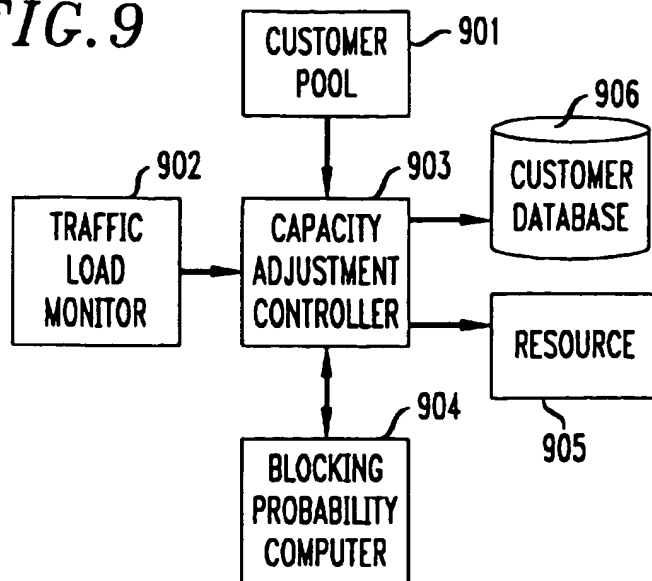 FIG. 9
901
CUSTOMER
POOL
906
CUSTOMER
DATABASE
902
TRAFFIC
LOAD
MONITOR
903
CAPACITY
ADJUSTMENT
CONTROLLER
RESOURCE
905
904
BLOCKING
PROBABILITY
COMPUTER